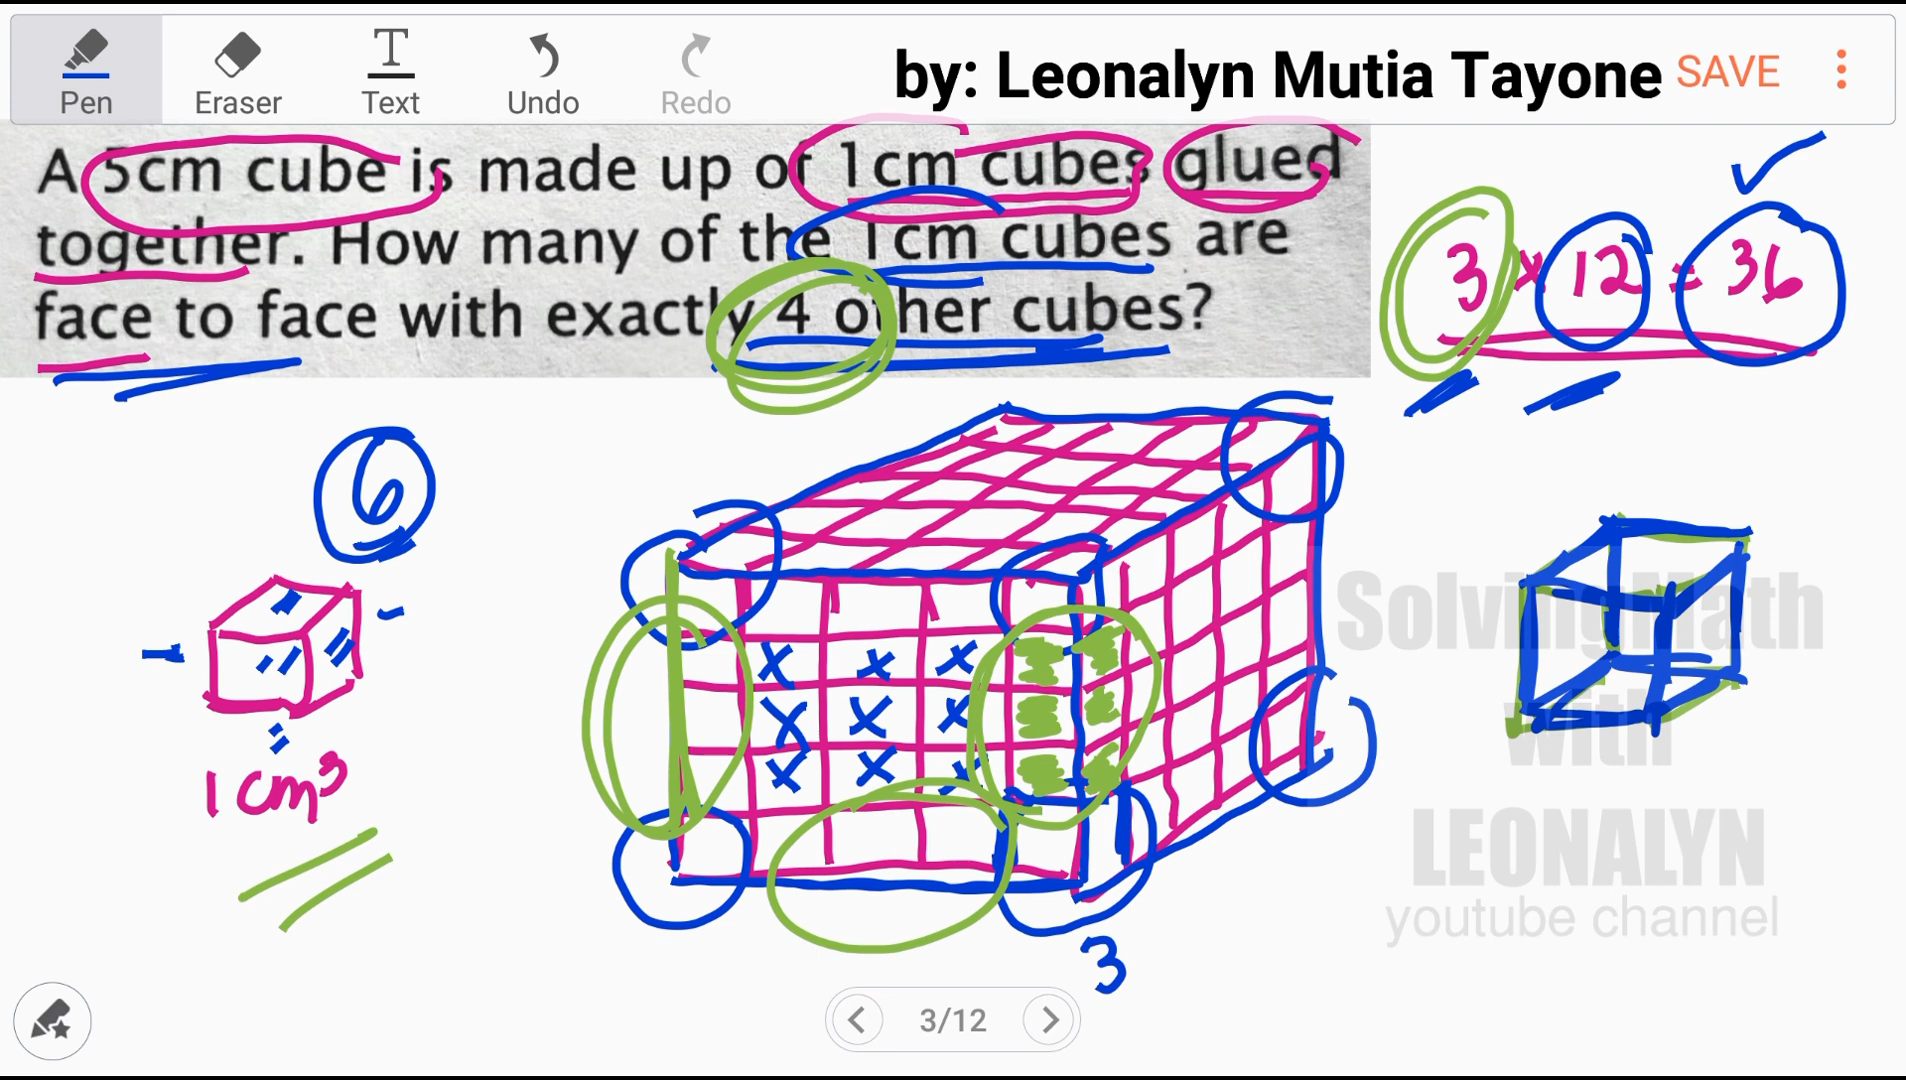 Pen
Eraser
Text
Undo
Redo
by: Leonalyn Mutia Tayone
SAVE
A 5cm cube is made up of 1cm cubes glued
together. How many of the 1cm cubes are
face to face with exactly 4 other cubes?
3 × 12 = 36
6
1 cm³
3
SolvingMath
with
LEONALYN
youtube channel
3/12